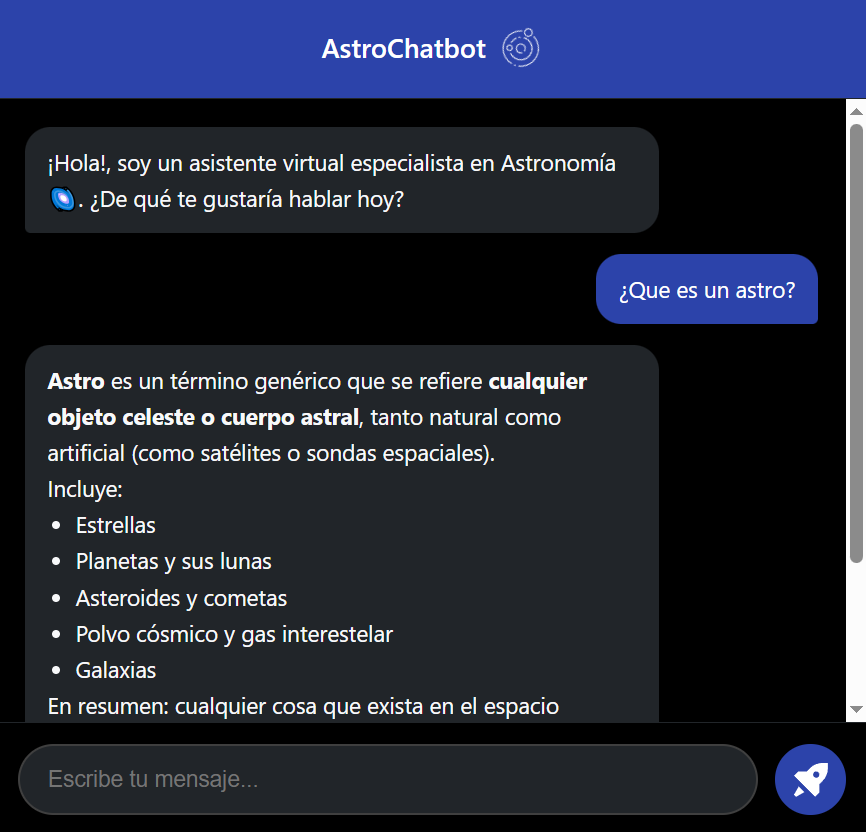 AstroChatbot
¡Hola!, soy un asistente virtual especialista en Astronomía
🌌. ¿De qué te gustaría hablar hoy?
¿Que es un astro?
Astro es un término genérico que se refiere cualquier
objeto celeste o cuerpo astral, tanto natural como
artificial (como satélites o sondas espaciales).
Incluye:
• Estrellas
• Planetas y sus lunas
• Asteroides y cometas
• Polvo cósmico y gas interestelar
• Galaxias
En resumen: cualquier cosa que exista en el espacio
Escribe tu mensaje...